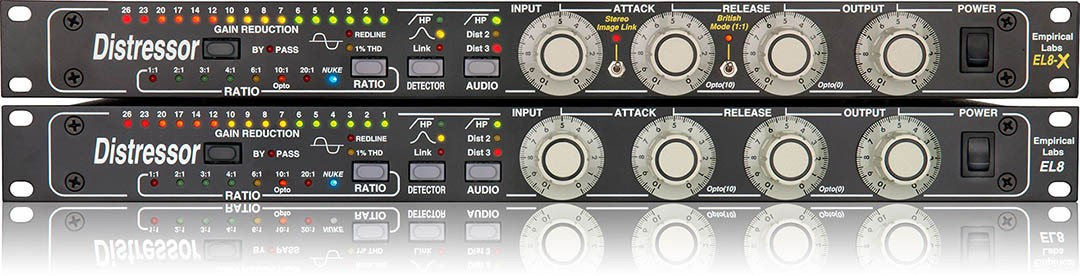 26 23 20 17 14 12 10 9 8 7 6 5 4 3 2 1
GAIN REDUCTION
Distressor
BY PASS
REDLINE
1% THD
1:1 2:1 3:1 4:1 6:1 10:1 20:1 NUKE
Opto
RATIO
RATIO
HP
Link
DETECTOR
HP
Dist 2
Dist 3
AUDIO
INPUT
ATTACK
RELEASE
OUTPUT
POWER
Stereo
Image Link
British
Mode (1:1)
Opto(10)
Opto(0)
Empirical
Labs
EL8-X
26 23 20 17 14 12 10 9 8 7 6 5 4 3 2 1
GAIN REDUCTION
Distressor
BY PASS
REDLINE
1% THD
1:1 2:1 3:1 4:1 6:1 10:1 20:1 NUKE
Opto
RATIO
RATIO
HP
Link
DETECTOR
HP
Dist 2
Dist 3
AUDIO
INPUT
ATTACK
RELEASE
OUTPUT
POWER
Opto(10)
Opto(0)
Empirical
Labs
EL8